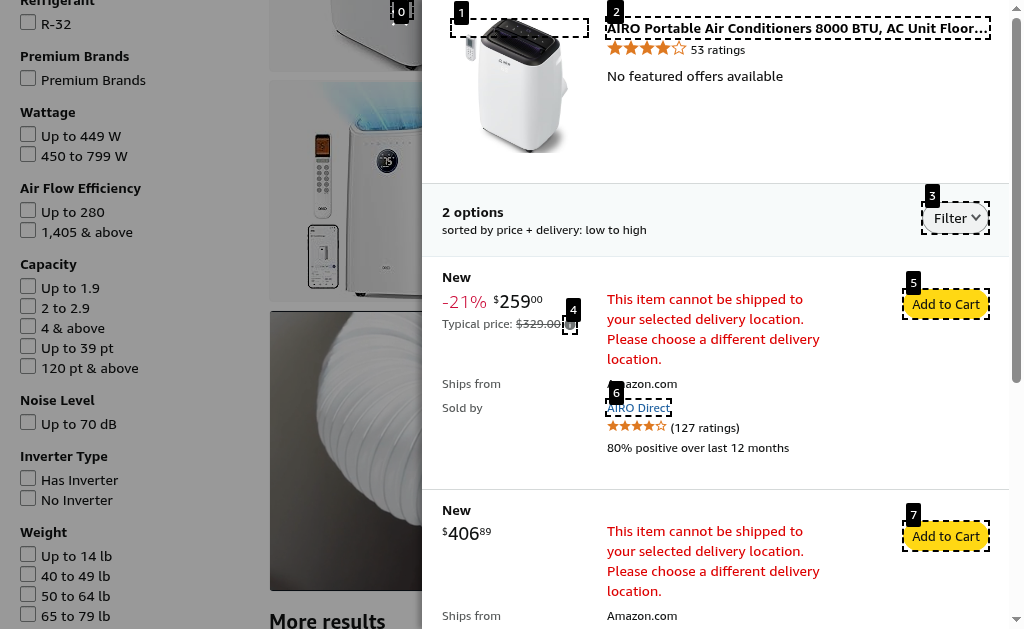 Refrigerant
R-32
Premium Brands
Premium Brands
Wattage
Up to 449 W
450 to 799 W
Air Flow Efficiency
Up to 280
1,405 & above
Capacity
Up to 1.9
2 to 2.9
4 & above
Up to 39 pt
120 pt & above
Noise Level
Up to 70 dB
Inverter Type
Has Inverter
No Inverter
Weight
Up to 14 lb
40 to 49 lb
50 to 64 lb
65 to 79 lb
0
75
More results
1
2
AIRO Portable Air Conditioners 8000 BTU, AC Unit Floor...
53 ratings
No featured offers available
3
2 options
Filter
sorted by price + delivery: low to high
New
5
-21% $25900
This item cannot be shipped to
your selected delivery location.
Please choose a different delivery
location.
Add to Cart
4
Typical price: $329.00
Ships from
Amazon.com
6
Sold by
AIRO Direct
(127 ratings)
80% positive over last 12 months
New
7
$40689
This item cannot be shipped to
your selected delivery location.
Please choose a different delivery
location.
Add to Cart
Ships from
Amazon.com